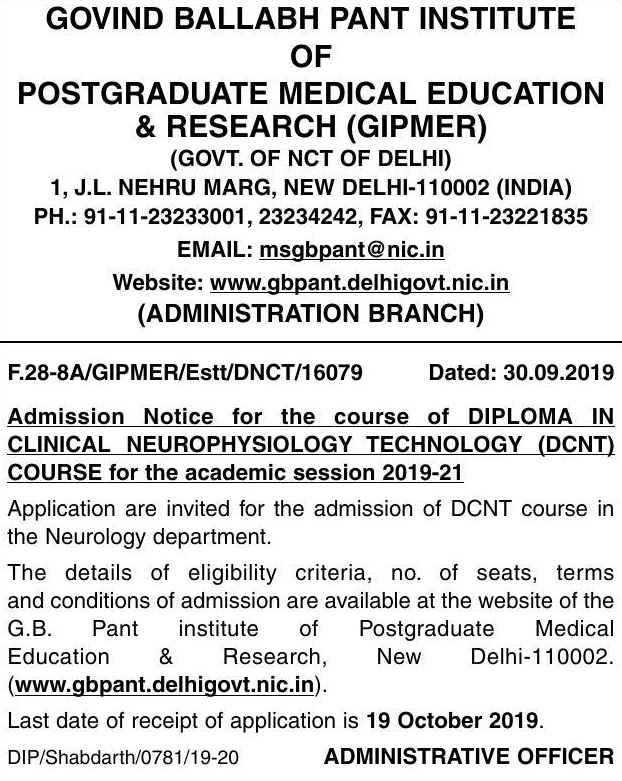 GOVIND BALLABH PANT INSTITUTE
OF
POSTGRADUATE MEDICAL EDUCATION
& RESEARCH (GIPMER)
(GOVT. OF NCT OF DELHI)
1, J.L. NEHRU MARG, NEW DELHI-110002 (INDIA)
PH.: 91-11-23233001, 23234242, FAX: 91-11-23221835
EMAIL: msgbpant@nic.in
Website: www.gbpant.delhigovt.nic.in
(ADMINISTRATION BRANCH)
F.28-8A/GIPMER/Estt/DNCT/16079 Dated: 30.09.2019
Admission Notice for the course of DIPLOMA IN
CLINICAL NEUROPHYSIOLOGY TECHNOLOGY (DCNT)
COURSE for the academic session 2019-21
Application are invited for the admission of DCNT course in
the Neurology department.
The details of eligibility criteria, no. of seats, terms
and conditions of admission are available at the website of the
G.B. Pant institute of Postgraduate Medical
Education & Research, New Delhi-110002.
(www.gbpant.delhigovt.nic.in).
Last date of receipt of application is 19 October 2019.
DIP/Shabdarth/0781/19-20 ADMINISTRATIVE OFFICER